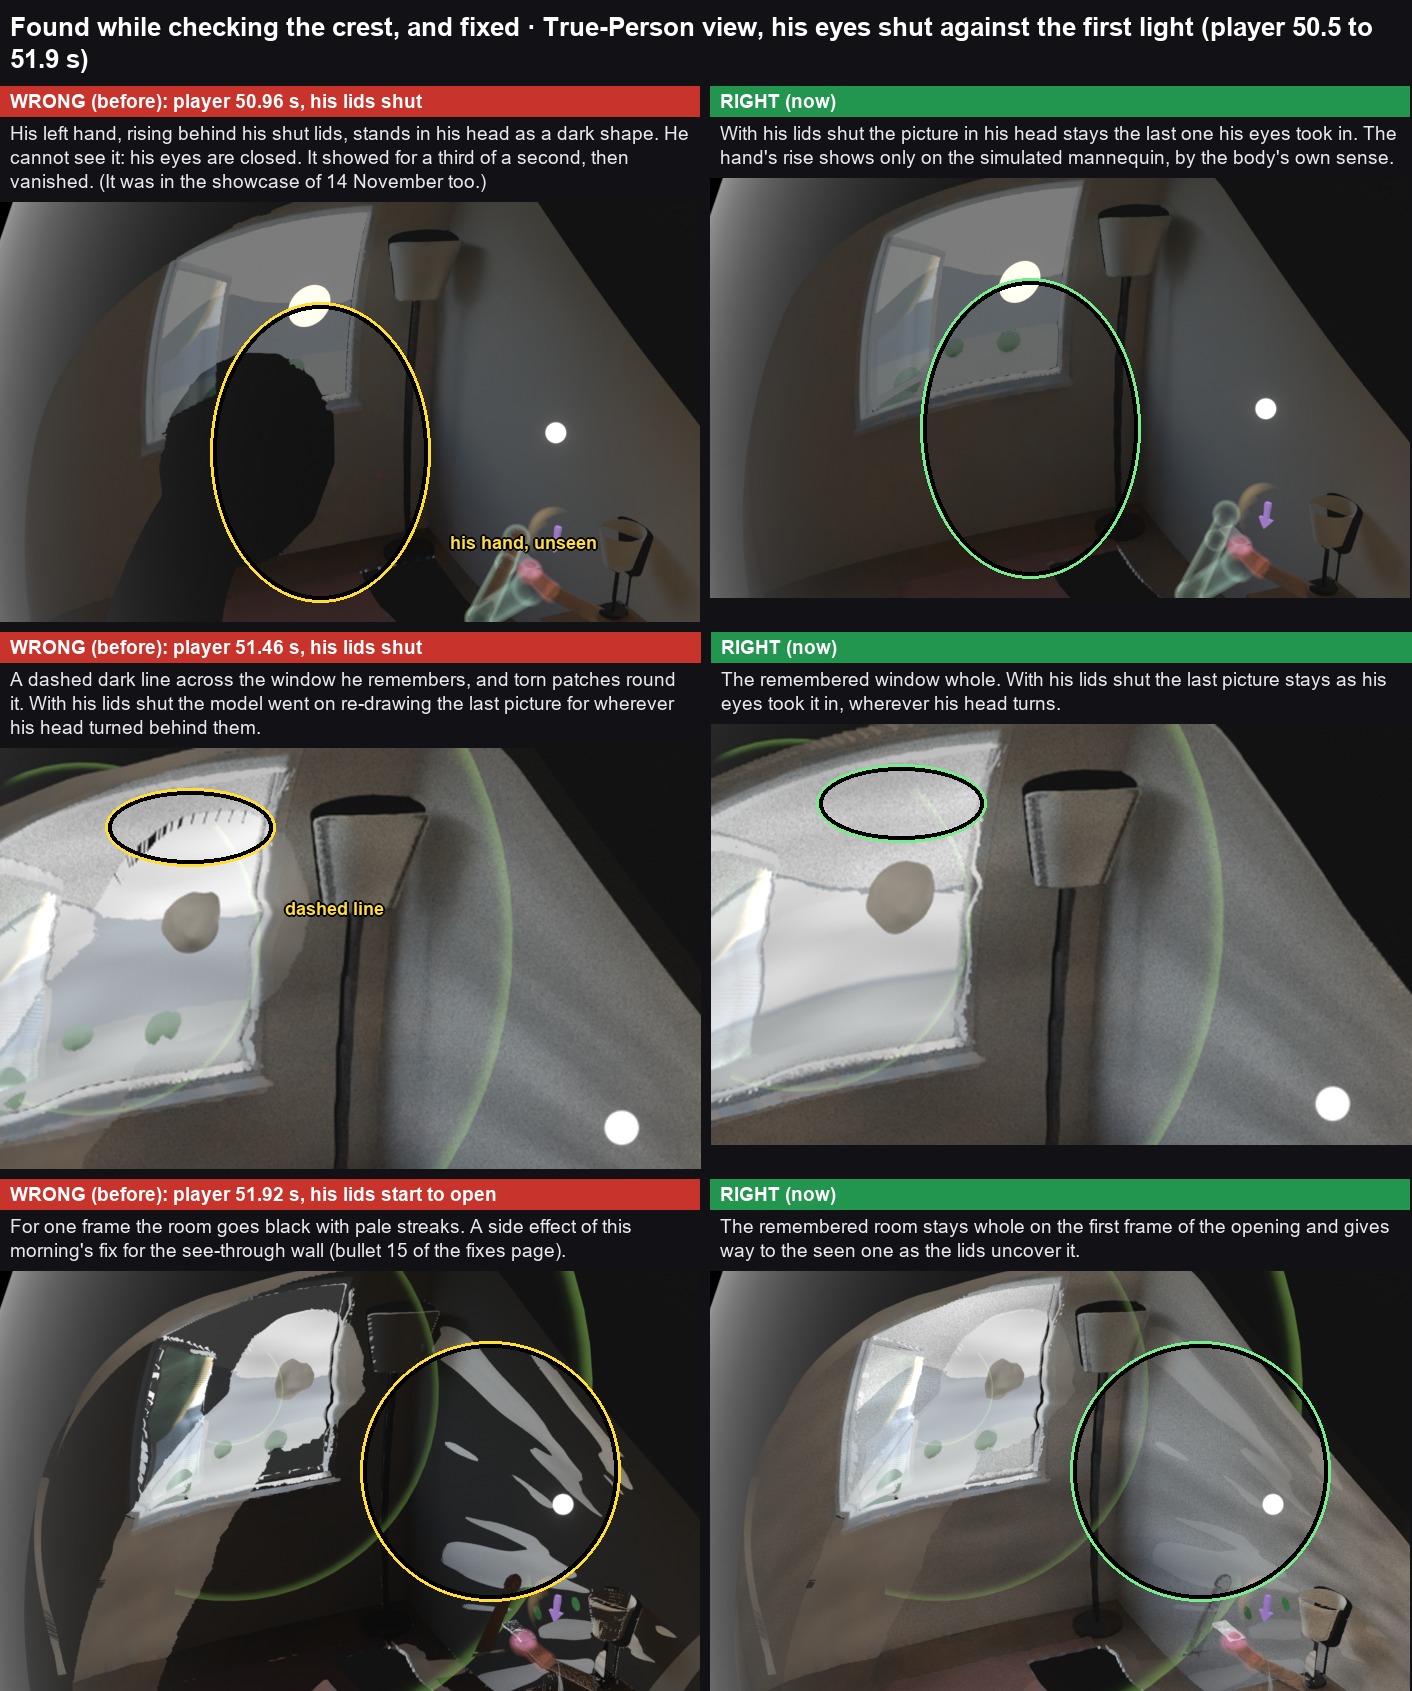 Found while checking the crest, and fixed · True-Person view, his eyes shut against the first light (player 50.5 to
51.9 s)
WRONG (before): player 50.96 s, his lids shut
His left hand, rising behind his shut lids, stands in his head as a dark shape. He
cannot see it: his eyes are closed. It showed for a third of a second, then
vanished. (It was in the showcase of 14 November too.)
his hand, unseen
RIGHT (now)
With his lids shut the picture in his head stays the last one his eyes took in. The
hand's rise shows only on the simulated mannequin, by the body's own sense.
WRONG (before): player 51.46 s, his lids shut
A dashed dark line across the window he remembers, and torn patches round
it. With his lids shut the model went on re-drawing the last picture for wherever
his head turned behind them.
dashed line
RIGHT (now)
The remembered window whole. With his lids shut the last picture stays as his
eyes took it in, wherever his head turns.
WRONG (before): player 51.92 s, his lids start to open
For one frame the room goes black with pale streaks. A side effect of this
morning's fix for the see-through wall (bullet 15 of the fixes page).
RIGHT (now)
The remembered room stays whole on the first frame of the opening and gives
way to the seen one as the lids uncover it.